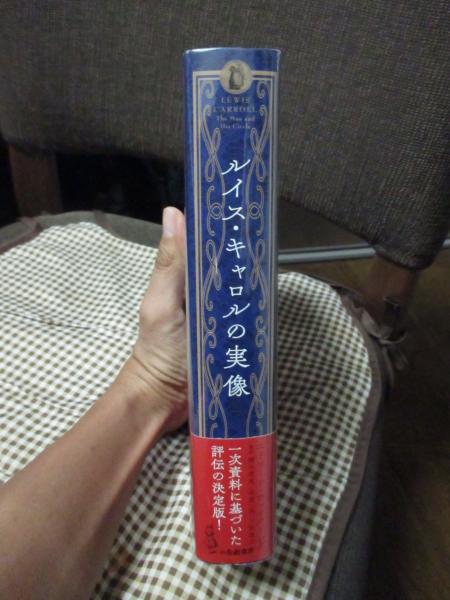 LEWIS
CARROLL
The Man and
His Circle
ルイス・キャロルの実像
一次資料に基づいた
評伝の決定版!